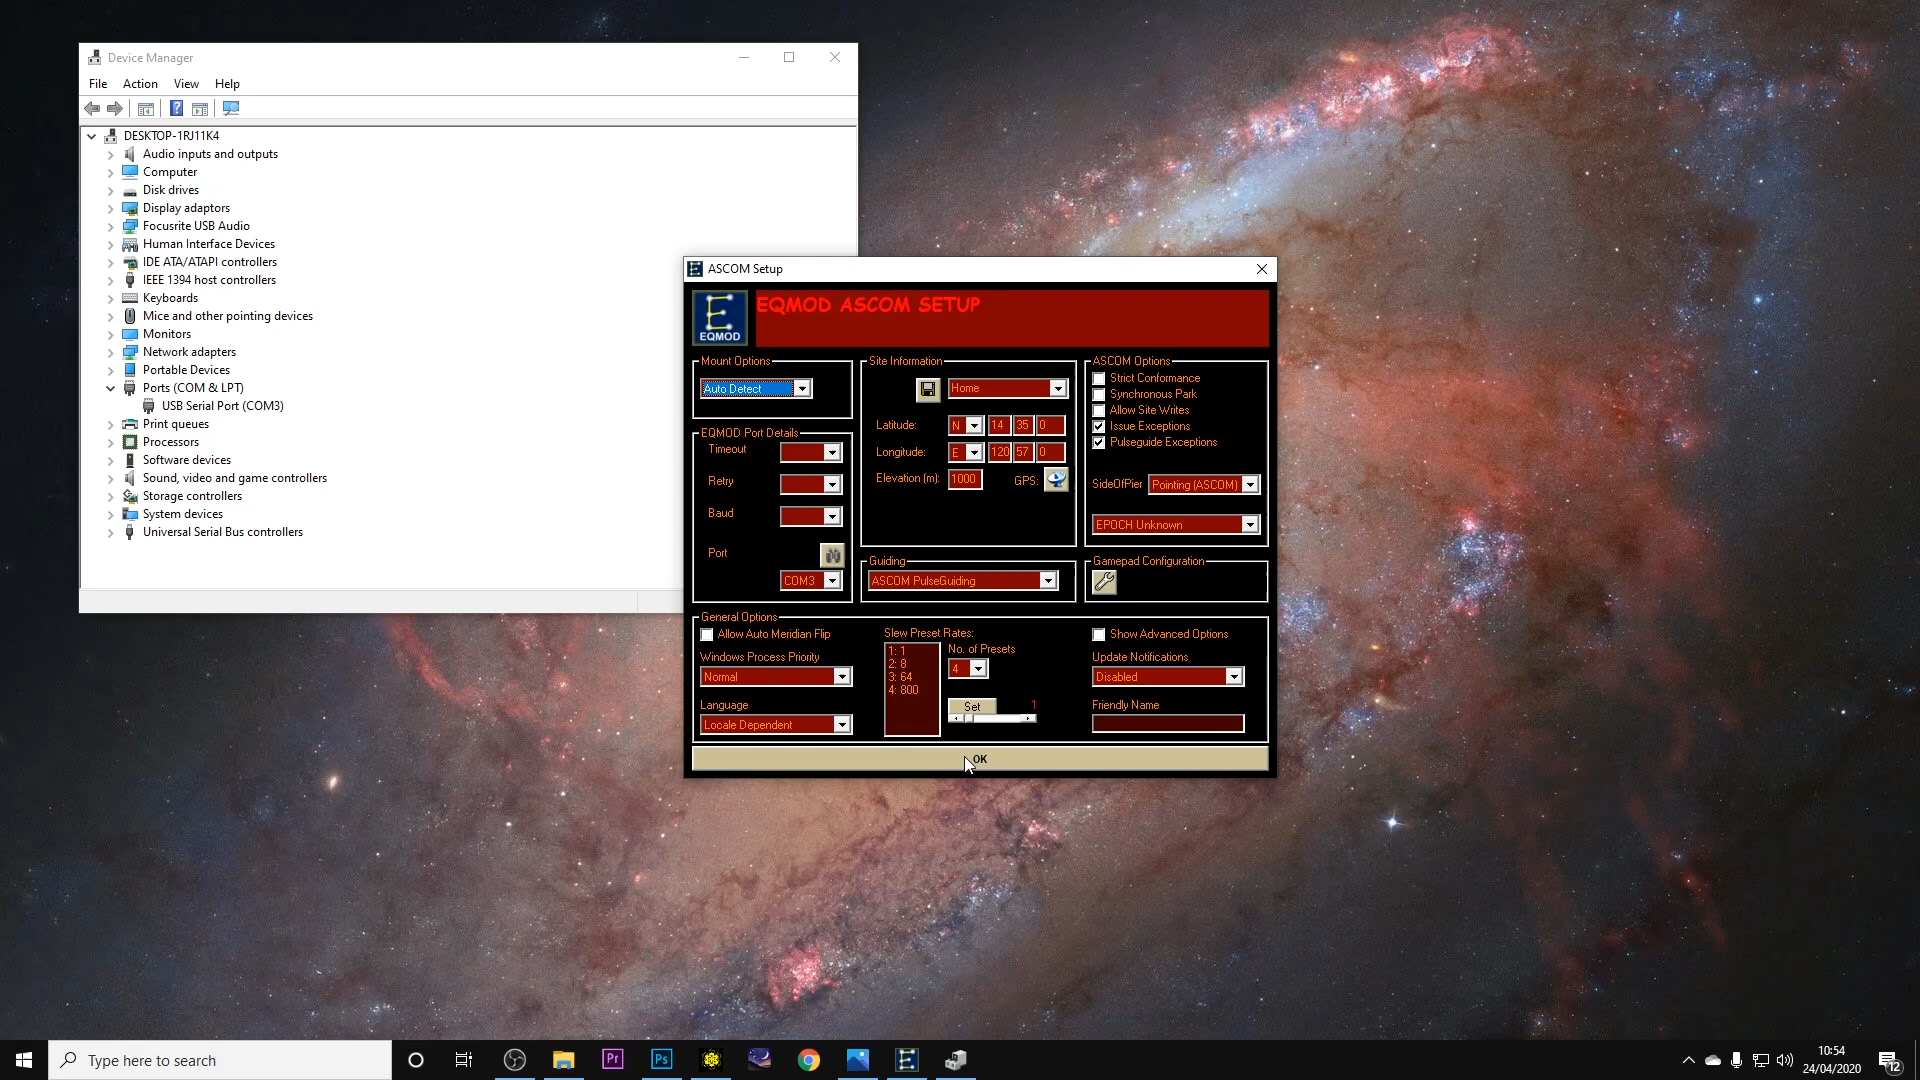 Device Manager
File Action View Help
DESKTOP-1RJ11K4
Audio inputs and outputs
Computer
Disk drives
Display adaptors
Focusrite USB Audio
Human Interface Devices
IDE ATA/ATAPI controllers
IEEE 1394 host controllers
Keyboards
Mice and other pointing devices
Monitors
Network adapters
Portable Devices
Ports (COM & LPT)
USB Serial Port (COM3)
Print queues
Processors
Software devices
Sound, video and game controllers
Storage controllers
System devices
Universal Serial Bus controllers
ASCOM Setup
EQMOD
EQMOD ASCOM SETUP
Mount Options
Auto Detect
EQMOD Port Details
Timeout
Retry
Baud
Port
COM3
Site Information
Home
Latitude: N 14 35 0
Longitude: E 120 57 0
Elevation (m): 1000 GPS:
Guiding
ASCOM PulseGuiding
ASCOM Options
Strict Conformance
Synchronous Park
Allow Site Writes
Issue Exceptions
Pulseguide Exceptions
SideOfPier Pointing (ASCOM)
EPOCH Unknown
Gamepad Configuration
General Options
Allow Auto Meridian Flip
Windows Process Priority
Normal
Language
Locale Dependent
Slew Preset Rates:
1: 1
2: 8
3: 64
4: 800
No. of Presets
4
Set 1
Show Advanced Options
Update Notifications
Disabled
Friendly Name
OK
Type here to search
Pr
Ps
10:54
24/04/2020
12